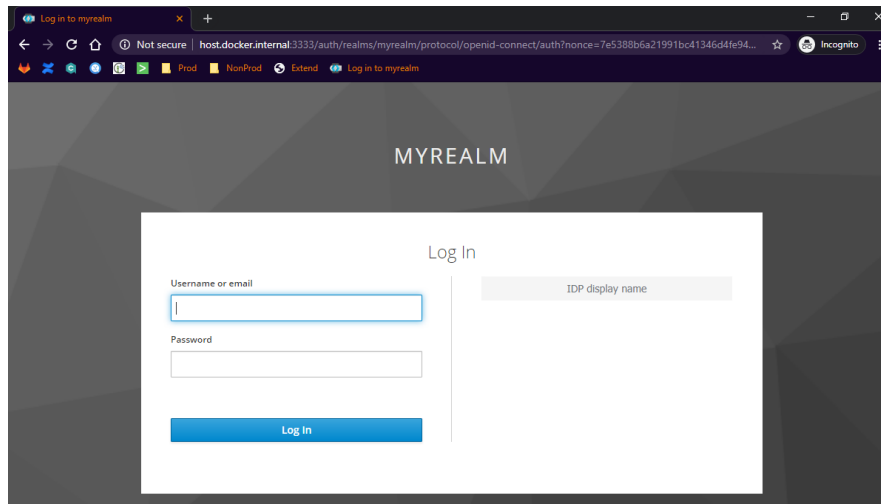 Log in to myrealm
Not secure | host.docker.internal:3333/auth/realms/myrealm/protocol/openid-connect/auth?nonce=7e5388b6a21991bc41346d4fe94... Incognito
Prod NonProd Extend Log in to myrealm
MYREALM
Log In
Username or email
IDP display name
Password
Log In